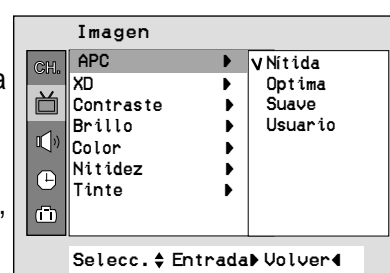 Imagen
CH.
APC
XD
Contraste
Brillo
Color
Nitidez
Tinte
√ Nítida
Optima
Suave
Usuario
a
,
Selecc. Entrada Volver